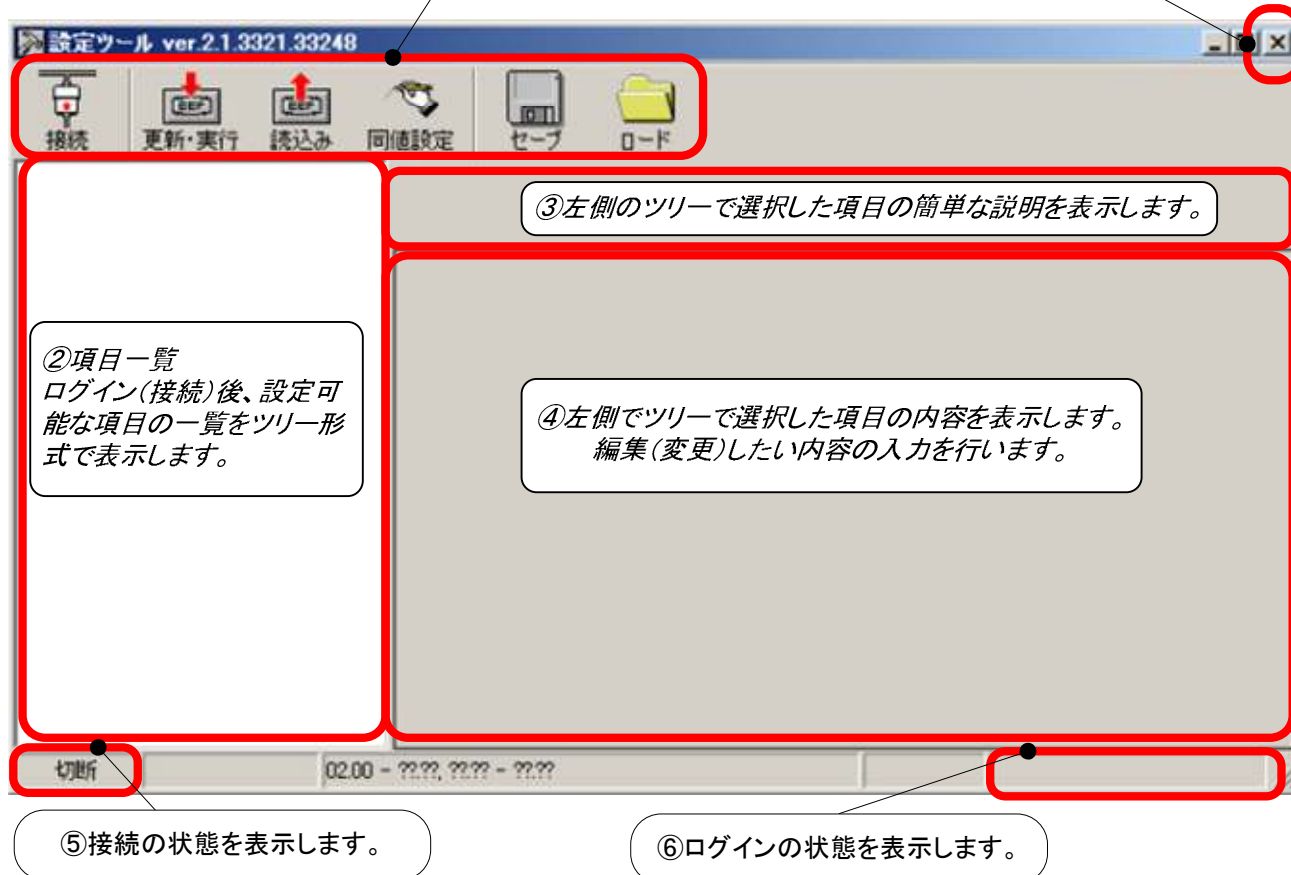 設定ツール ver.2.1.3321.33248
接続
更新・実行
読込み
同値設定
セーブ
ロード
③左側のツリーで選択した項目の簡単な説明を表示します。
②項目一覧
ログイン(接続)後、設定可
能な項目の一覧をツリー形
式で表示します。
④左側でツリーで選択した項目の内容を表示します。
編集(変更)したい内容の入力を行います。
切断
02.00 - ??.??, ??.?? - ??.??
⑤接続の状態を表示します。
⑥ログインの状態を表示します。